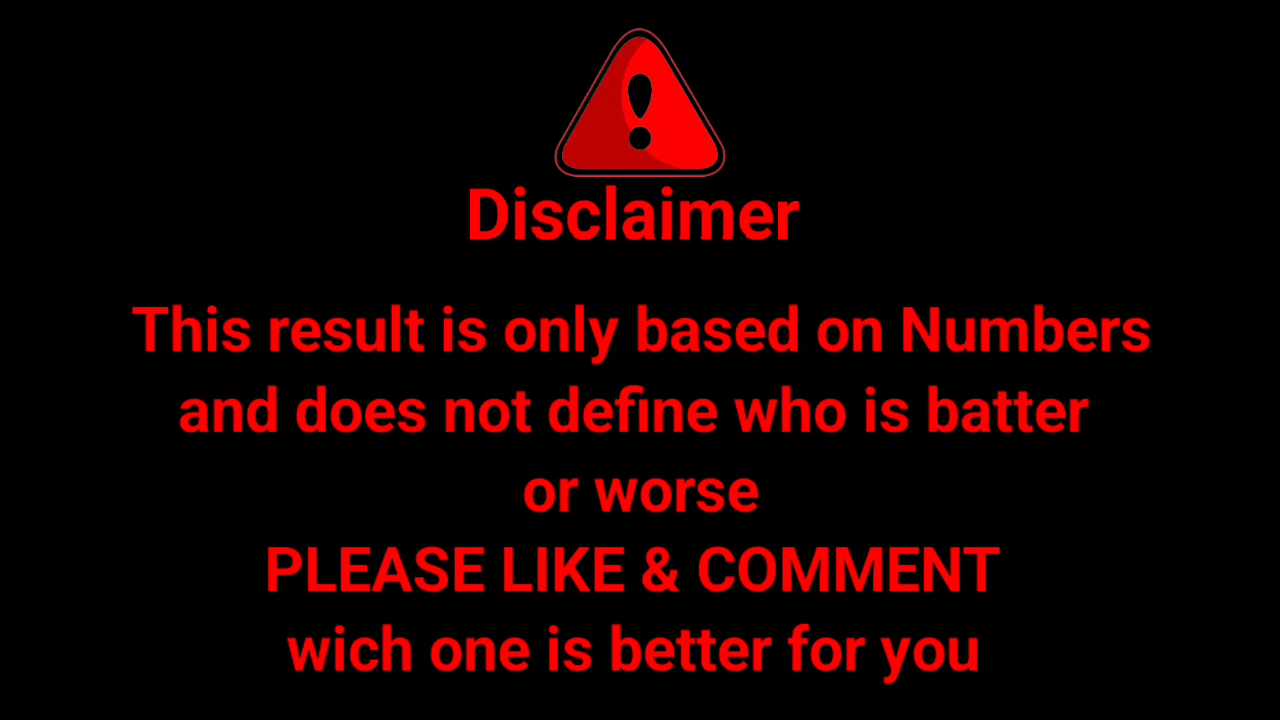 Disclaimer
This result is only based on Numbers
and does not define who is batter
or worse
PLEASE LIKE & COMMENT
wich one is better for you